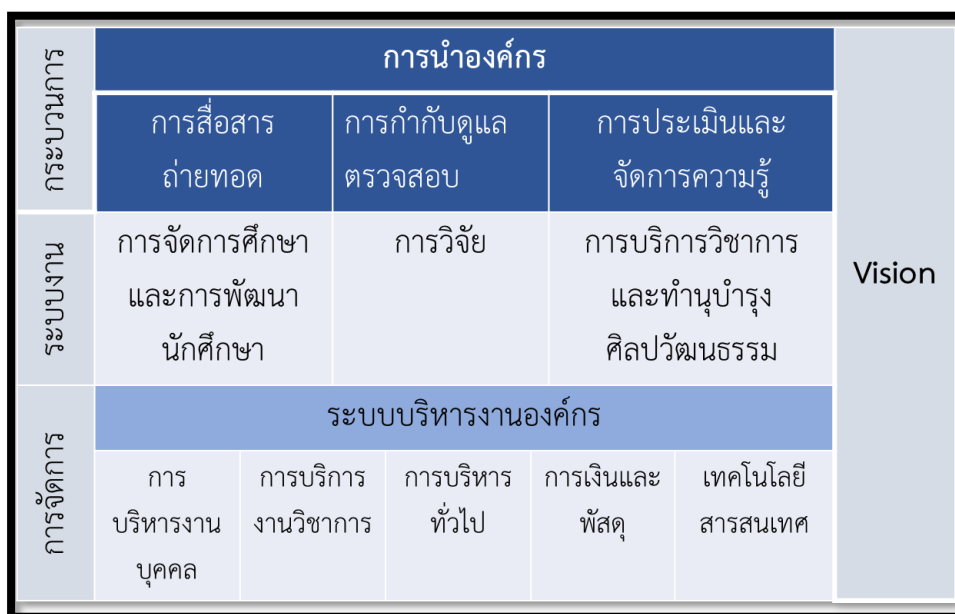 กระบวนการ
การนำองค์กร
การสื่อสาร
ถ่ายทอด
การกำกับดูแล
ตรวจสอบ
การประเมินและ
จัดการความรู้
ระบบงาน
การจัดการศึกษา
และการพัฒนา
นักศึกษา
การวิจัย
การบริการวิชาการ
และทำนุบำรุง
ศิลปวัฒนธรรม
Vision
การจัดการ
ระบบบริหารงานองค์กร
การ
บริหารงาน
บุคคล
การบริการ
งานวิชาการ
การบริหาร
ทั่วไป
การเงินและ
พัสดุ
เทคโนโลยี
สารสนเทศ